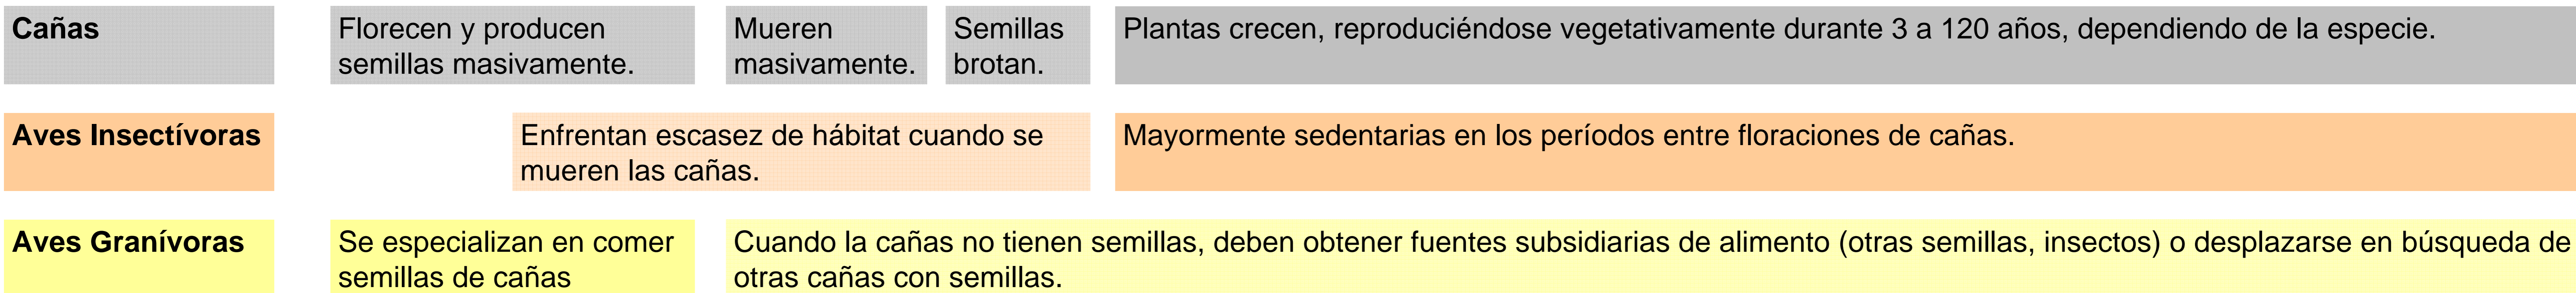 Cañas
Florecen y producen
semillas masivamente.
Mueren
masivamente.
Semillas
brotan.
Plantas crecen, reproduciéndose vegetativamente durante 3 a 120 años, dependiendo de la especie.
Aves Insectívoras
Enfrentan escasez de hábitat cuando se
mueren las cañas.
Mayormente sedentarias en los períodos entre floraciones de cañas.
Aves Granívoras
Se especializan en comer
semillas de cañas
Cuando la cañas no tienen semillas, deben obtener fuentes subsidiarias de alimento (otras semillas, insectos) o desplazarse en búsqueda de
otras cañas con semillas.